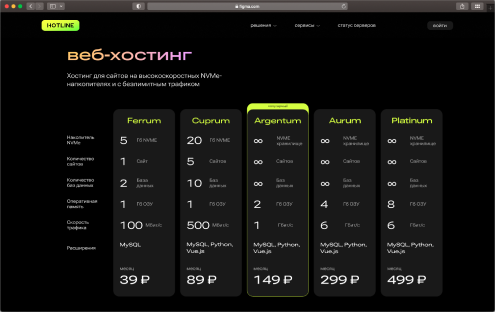 figma.com
HOTLINE
решения
сервисы
статус серверов
войти
веб-хостинг
Хостинг для сайтов на высокоскоростных NVMe-
напкопителях и с безлимитным трафиком
Ferrum
Cuprum
Argentum
Aurum
Platinum
Накопитель
NVMe
5 Гб NVME
20 Гб NVME
∞ NVME хранилище
∞ NVME хранилище
∞ NVME хранилище
Количество
сайтов
1 Сайт
5 Сайтов
∞ Сайтов
∞ Сайтов
∞ Сайтов
Количество
баз данных
2 База данных
10 Баз данных
∞ Баз данных
∞ Баз данных
∞ Баз данных
Оперативная
память
1 Гб ОЗУ
1 Гб ОЗУ
2 Гб ОЗУ
4 Гб ОЗУ
8 Гб ОЗУ
Скорость
трафика
100 Мбит/с
500 Мбит/с
1 Гбит/с
6 Гбит/с
6 Гбит/с
Расширения
MySQL
MySQL, Python,
Vue.js
MySQL, Python,
Vue.js
MySQL, Python,
Vue.js
MySQL, Python,
Vue.js
месяц
39 ₽
месяц
89 ₽
месяц
149 ₽
месяц
299 ₽
месяц
499 ₽